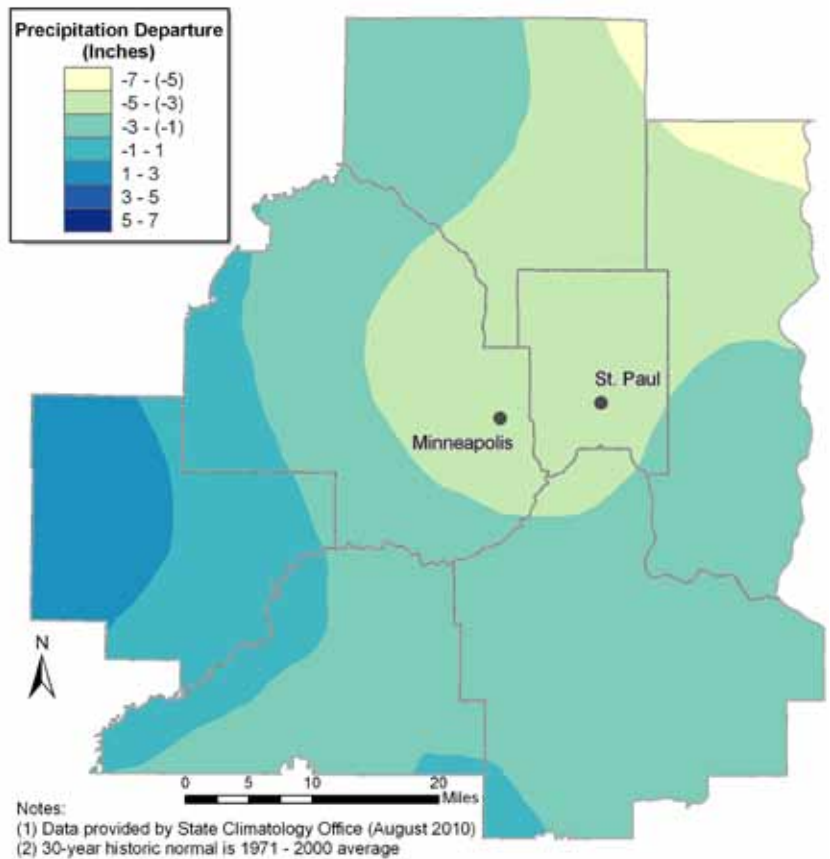 Precipitation Departure
(Inches)
-7 - (-5)
-5 - (-3)
-3 - (-1)
-1 - 1
1 - 3
3 - 5
5 - 7
St. Paul
Minneapolis
N
0 5 10 20
Miles
Notes:
(1) Data provided by State Climatology Office (August 2010)
(2) 30-year historic normal is 1971 - 2000 average